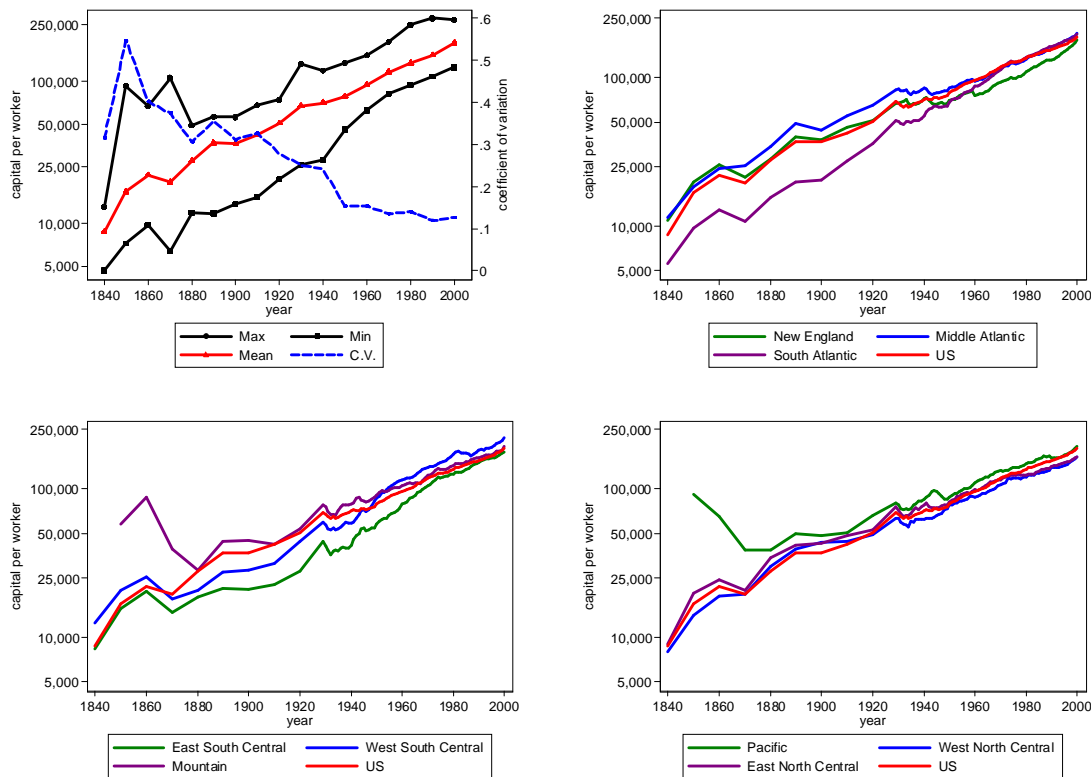 250,000
100,000
50,000
25,000
10,000
5,000
capital per worker
.6
.5
.4
.3
.2
.1
0
coefficient of variation
1840 1860 1880 1900 1920 1940 1960 1980 2000
year
Max Min
Mean C.V.
250,000
100,000
50,000
25,000
10,000
5,000
capital per worker
1840 1860 1880 1900 1920 1940 1960 1980 2000
year
New England Middle Atlantic
South Atlantic US
250,000
100,000
50,000
25,000
10,000
5,000
capital per worker
1840 1860 1880 1900 1920 1940 1960 1980 2000
year
East South Central West South Central
Mountain US
250,000
100,000
50,000
25,000
10,000
5,000
capital per worker
1840 1860 1880 1900 1920 1940 1960 1980 2000
year
Pacific West North Central
East North Central US